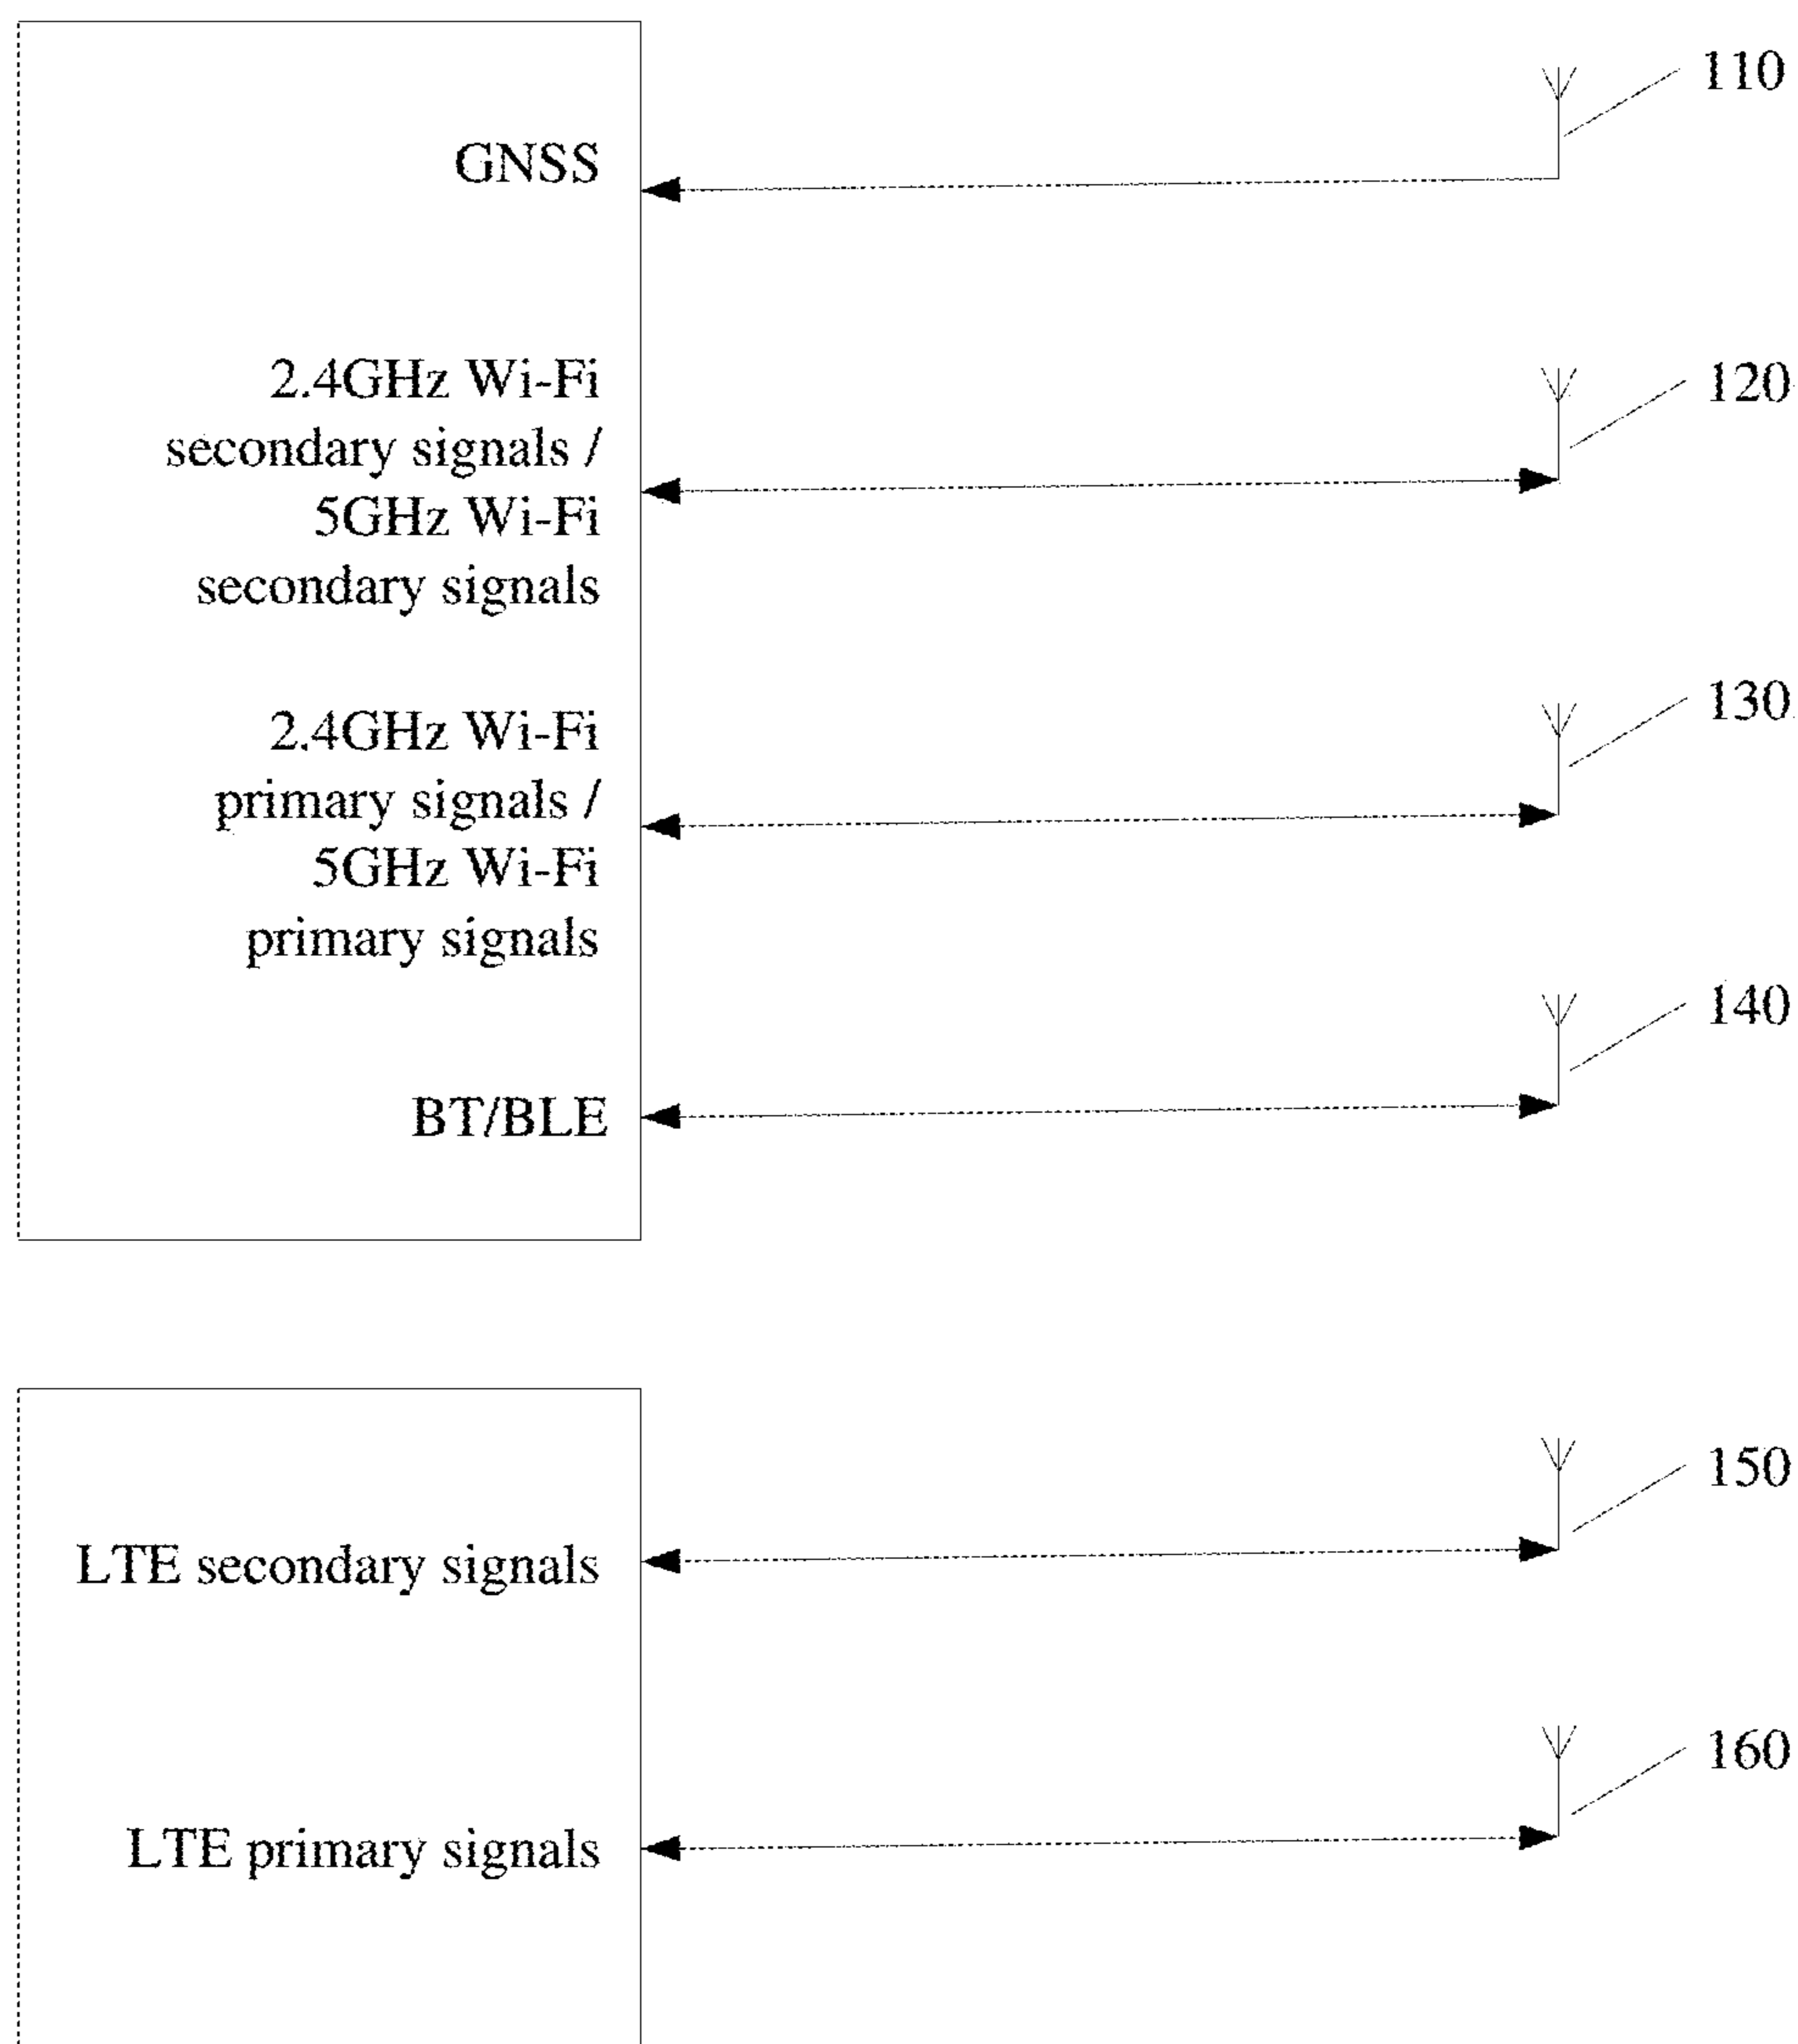 110
GNSS
2.4GHz Wi-Fi
120
secondary signals /
5GHz Wi-Fi
secondary signals
130
2.4GHz Wi-Fi
primary signals /
5GHz Wi-Fi
primary signals
140
BT/BLE
150
LTE secondary signals
160
LTE primary signals